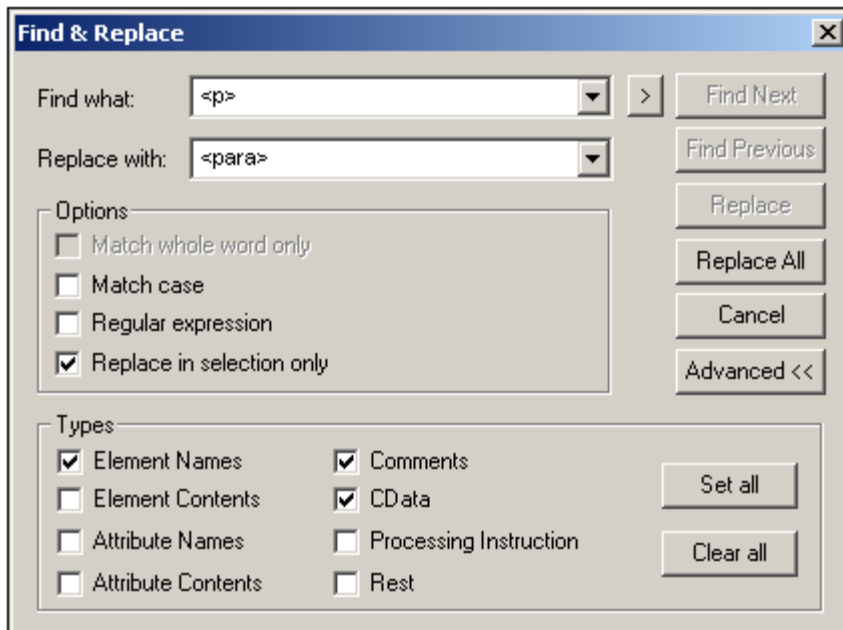 Find & Replace
Find what: <p> > Find Next
Replace with: <para> Find Previous
Replace
Options
Match whole word only
Match case
Regular expression
Replace in selection only
Replace All
Cancel
Advanced <<
Types
Element Names Comments
Element Contents CData
Attribute Names Processing Instruction
Attribute Contents Rest
Set all
Clear all